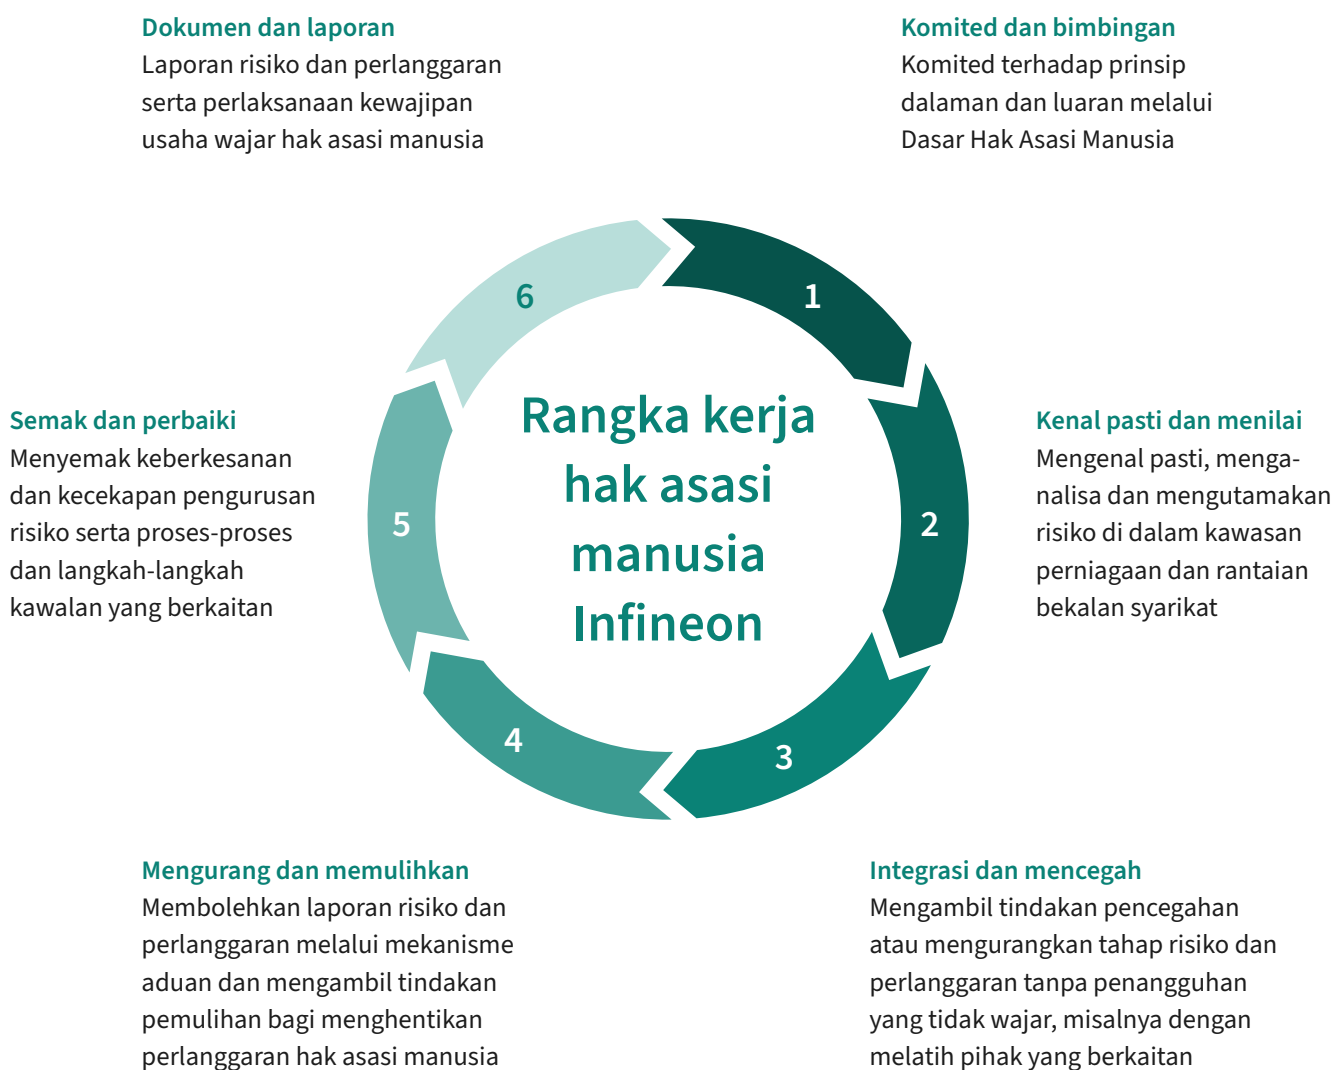 Dokumen dan laporan
Laporan risiko dan perlanggaran
serta perlaksanaan kewajipan
usaha wajar hak asasi manusia
Komited dan bimbingan
Komited terhadap prinsip
dalaman dan luaran melalui
Dasar Hak Asasi Manusia
6
1
Semak dan perbaiki
Menyemak keberkesanan
dan kecekapan pengurusan
risiko serta proses-proses
dan langkah-langkah
kawalan yang berkaitan
5
Rangka kerja
hak asasi
manusia
Infineon
2
Kenal pasti dan menilai
Mengenal pasti, menga-
nalisa dan mengutamakan
risiko di dalam kawasan
perniagaan dan rantaian
bekalan syarikat
4
3
Mengurang dan memulihkan
Membolehkan laporan risiko dan
perlanggaran melalui mekanisme
aduan dan mengambil tindakan
pemulihan bagi menghentikan
perlanggaran hak asasi manusia
Integrasi dan mencegah
Mengambil tindakan pencegahan
atau mengurangkan tahap risiko dan
perlanggaran tanpa penangguhan
yang tidak wajar, misalnya dengan
melatih pihak yang berkaitan